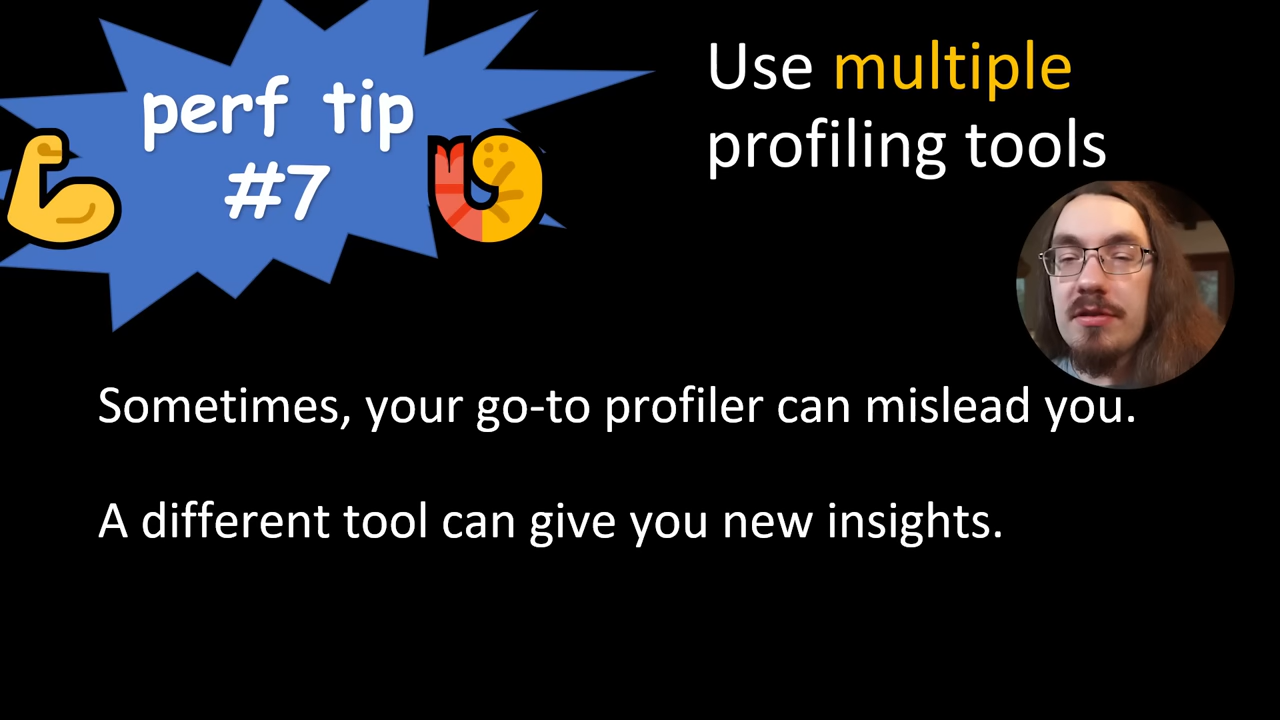 perf tip
#7
Use multiple
profiling tools
Sometimes, your go-to profiler can mislead you.
A different tool can give you new insights.